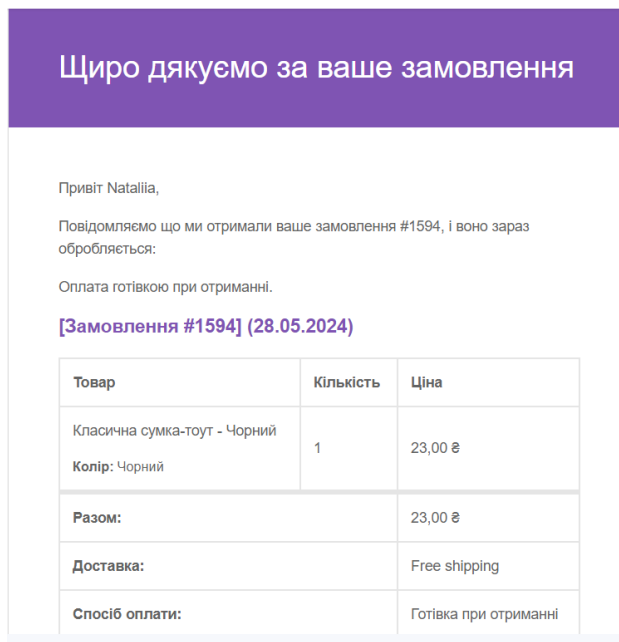 Щиро дякуємо за ваше замовлення
Привіт Nataliia,
Повідомляємо що ми отримали ваше замовлення #1594, і воно зараз
обробляється:
Оплата готівкою при отриманні.
[Замовлення #1594] (28.05.2024)
Товар Кількість Ціна
Класична сумка-тоут - Чорний
Колір: Чорний
1 23,00 ₴
Разом: 23,00 ₴
Доставка: Free shipping
Спосіб оплати: Готівка при отриманні